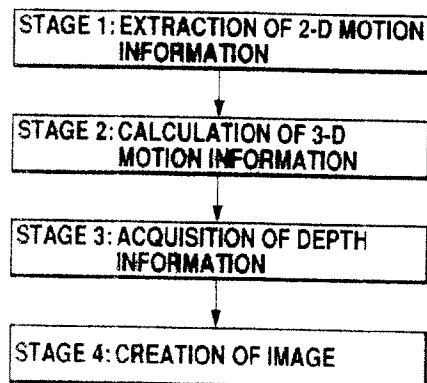 STAGE 1: EXTRACTION OF 2-D MOTION
INFORMATION
STAGE 2: CALCULATION OF 3-D
MOTION INFORMATION
STAGE 3: ACQUISITION OF DEPTH
INFORMATION
STAGE 4: CREATION OF IMAGE